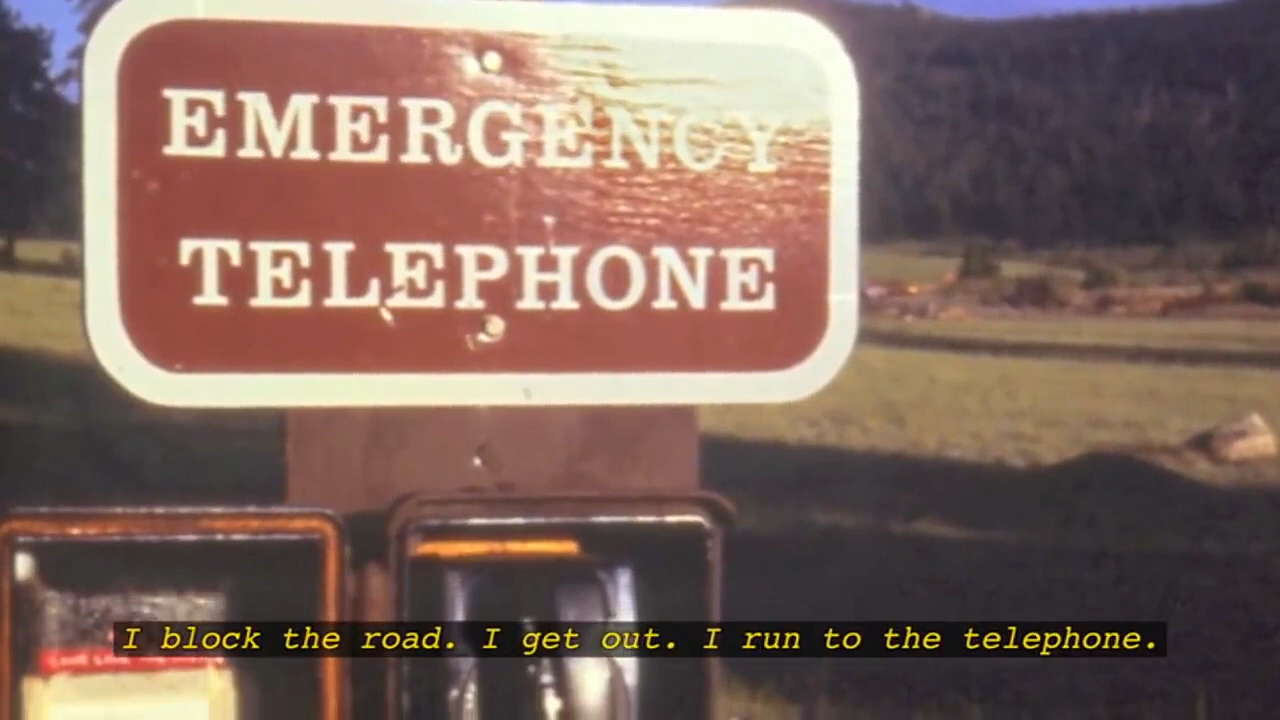 EMERGENCY
TELEPHONE
I block the road. I get out. I run to the telephone.